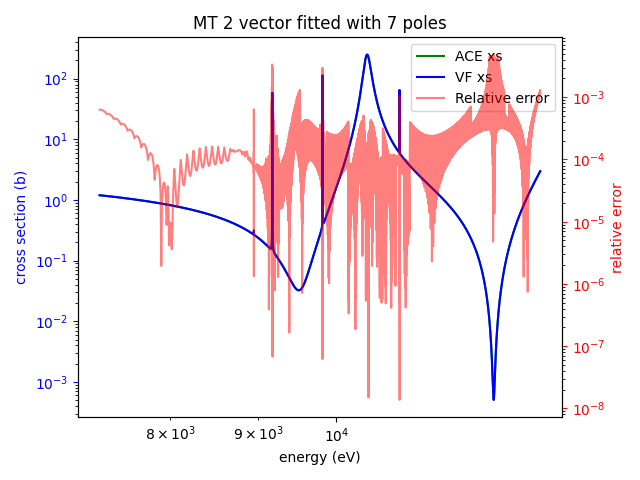 MT 2 vector fitted with 7 poles
ACE xs
VF xs
Relative error
cross section (b)
10²
10¹
10⁰
10⁻¹
10⁻²
10⁻³
10⁻³
10⁻⁴
10⁻⁵
10⁻⁶
10⁻⁷
10⁻⁸
relative error
8 × 10³ 9 × 10³ 10⁴
energy (eV)